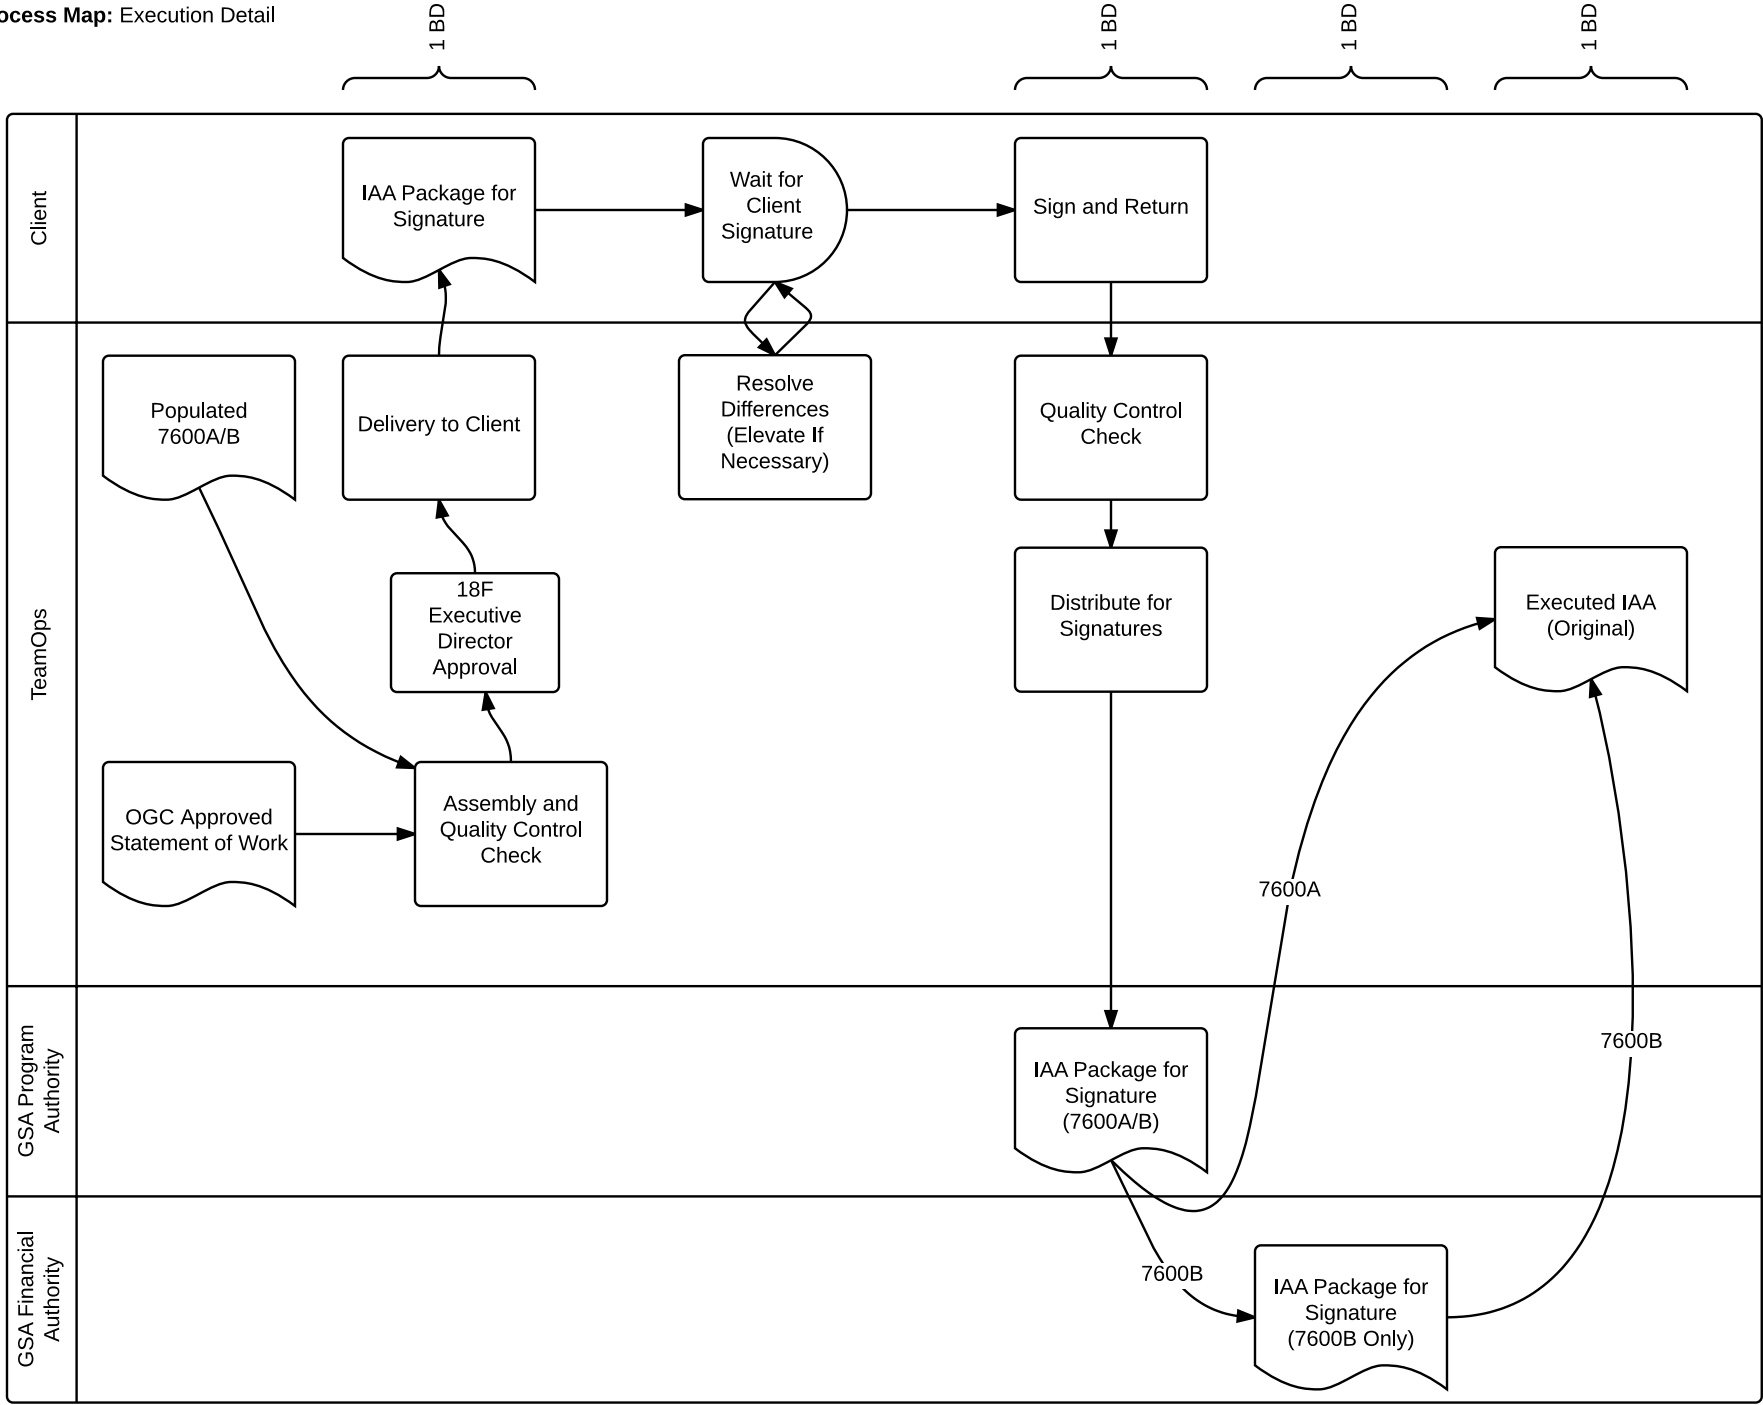 ocess Map: Execution Detail
1 BD
1 BD
1 BD
1 BD
Client
IAA Package for
Signature
Wait for
Client
Signature
Sign and Return
TeamOps
Populated
7600A/B
Delivery to Client
Resolve
Differences
(Elevate If
Necessary)
Quality Control
Check
18F
Executive
Director
Approval
Distribute for
Signatures
Executed IAA
(Original)
OGC Approved
Statement of Work
Assembly and
Quality Control
Check
7600A
GSA Program
Authority
IAA Package for
Signature
(7600A/B)
7600B
GSA Financial
Authority
7600B
IAA Package for
Signature
(7600B Only)